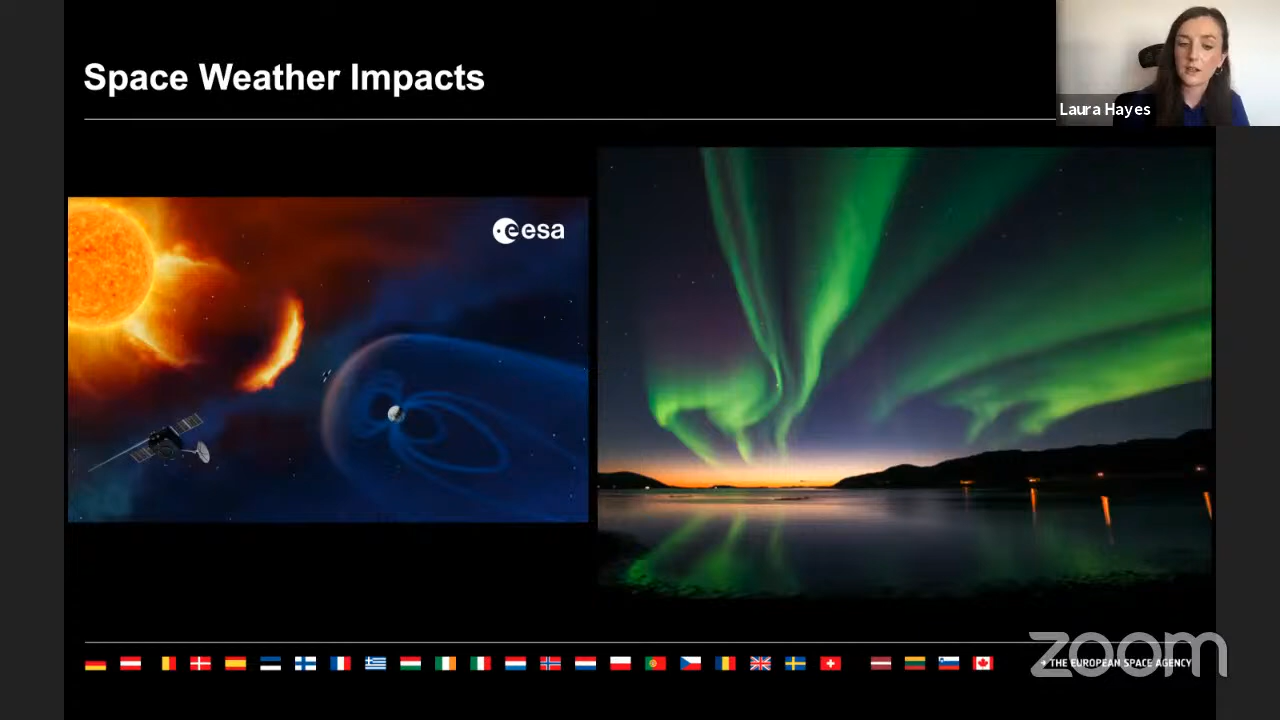 Space Weather Impacts
Laura Hayes
esa
→ THE EUROPEAN SPACE AGENCY
zoom